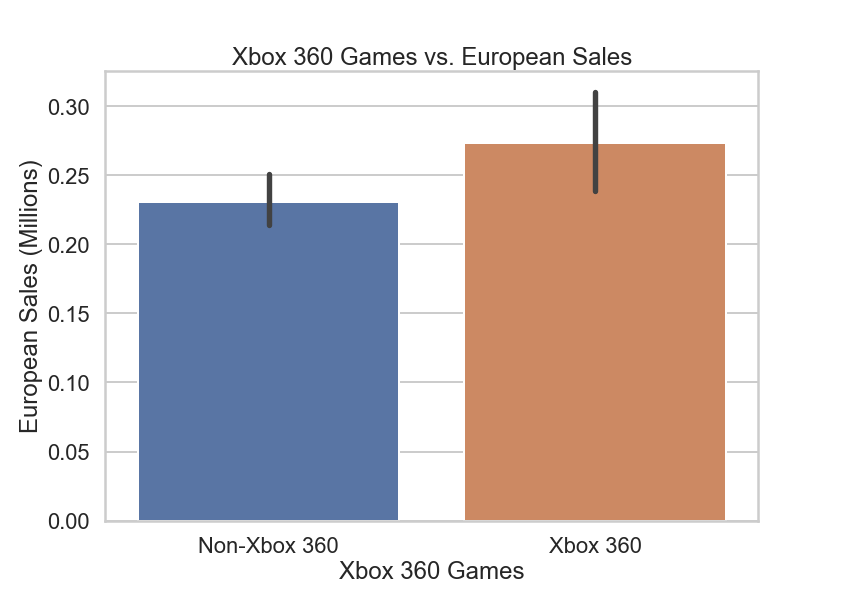 Xbox 360 Games vs. European Sales
European Sales (Millions)
0.30
0.25
0.20
0.15
0.10
0.05
0.00
Non-Xbox 360
Xbox 360
Xbox 360 Games